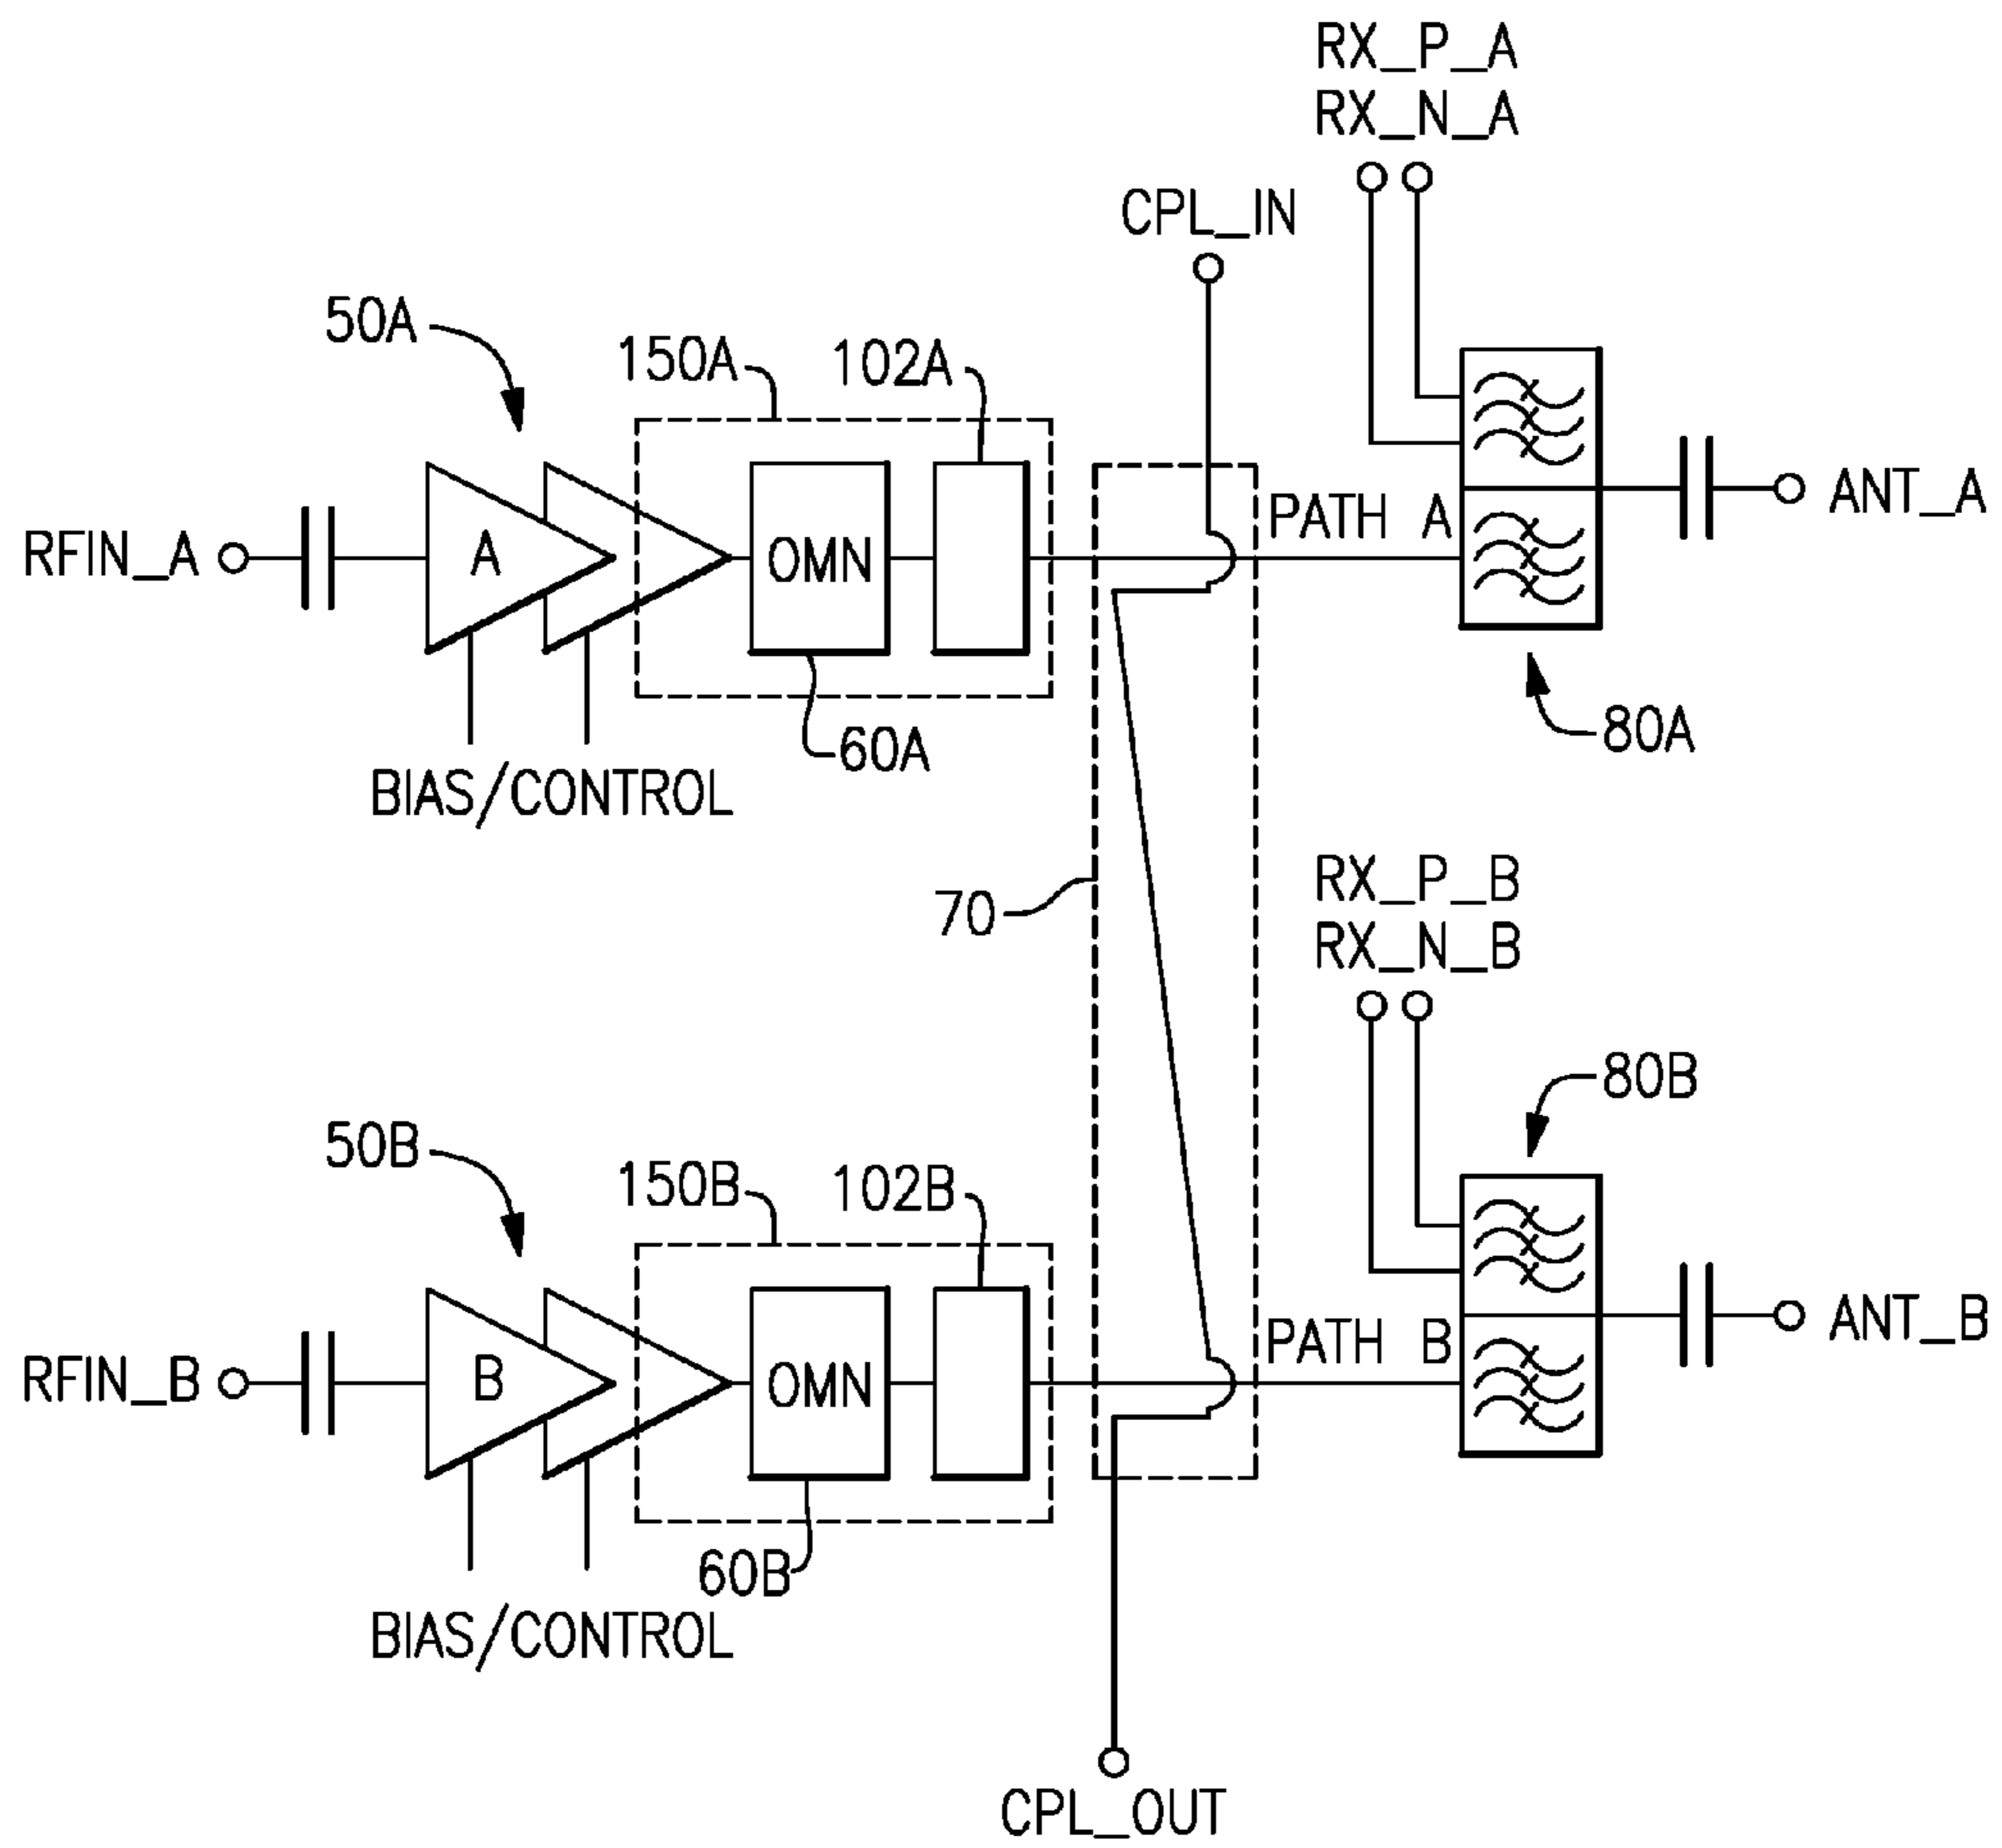 RX_P_A
RX_N_A
CPL_IN
50A
150A
102A
PATH A
ANT_A
RFIN_A
A
OMN
60A
80A
BIAS/CONTROL
RX_P_B
RX_N_B
70
80B
50B
150B
102B
PATH B
ANT_B
RFIN_B
B
OMN
60B
BIAS/CONTROL
CPL_OUT